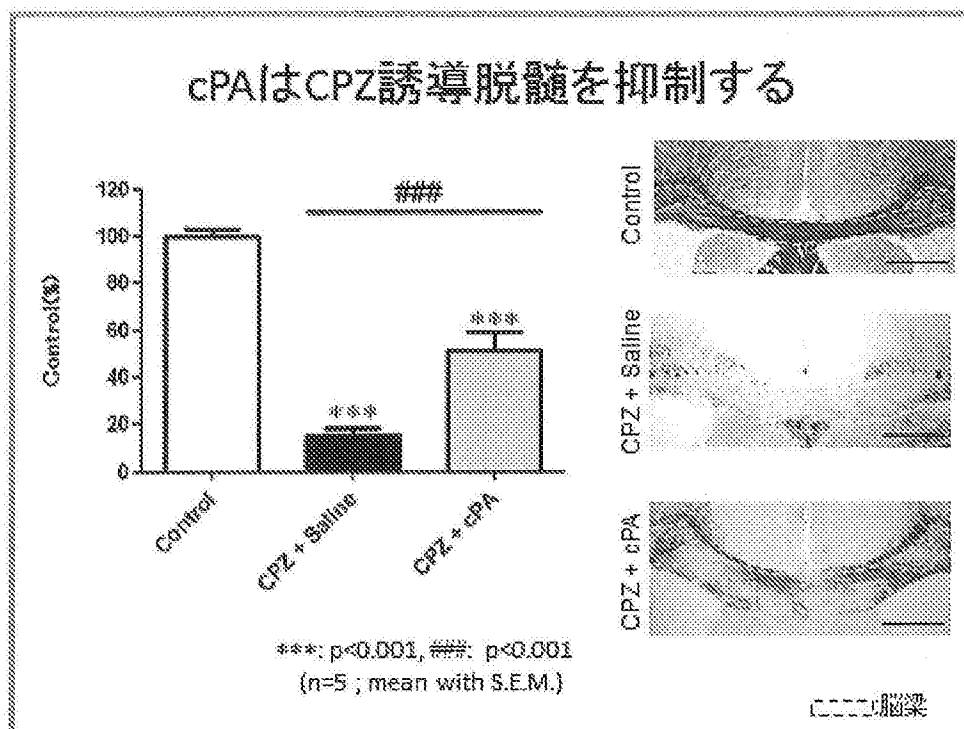 cPAはCPZ誘導脱髄を抑制する
###
120
100
80
60
40
20
0
Control(%)
***
***
Control
CPZ + Saline
CPZ + cPA
***: p<0.001, ###: p<0.001
(n=5 ; mean with S.E.M.)
Control
CPZ + Saline
CPZ + cPA
:脳梁